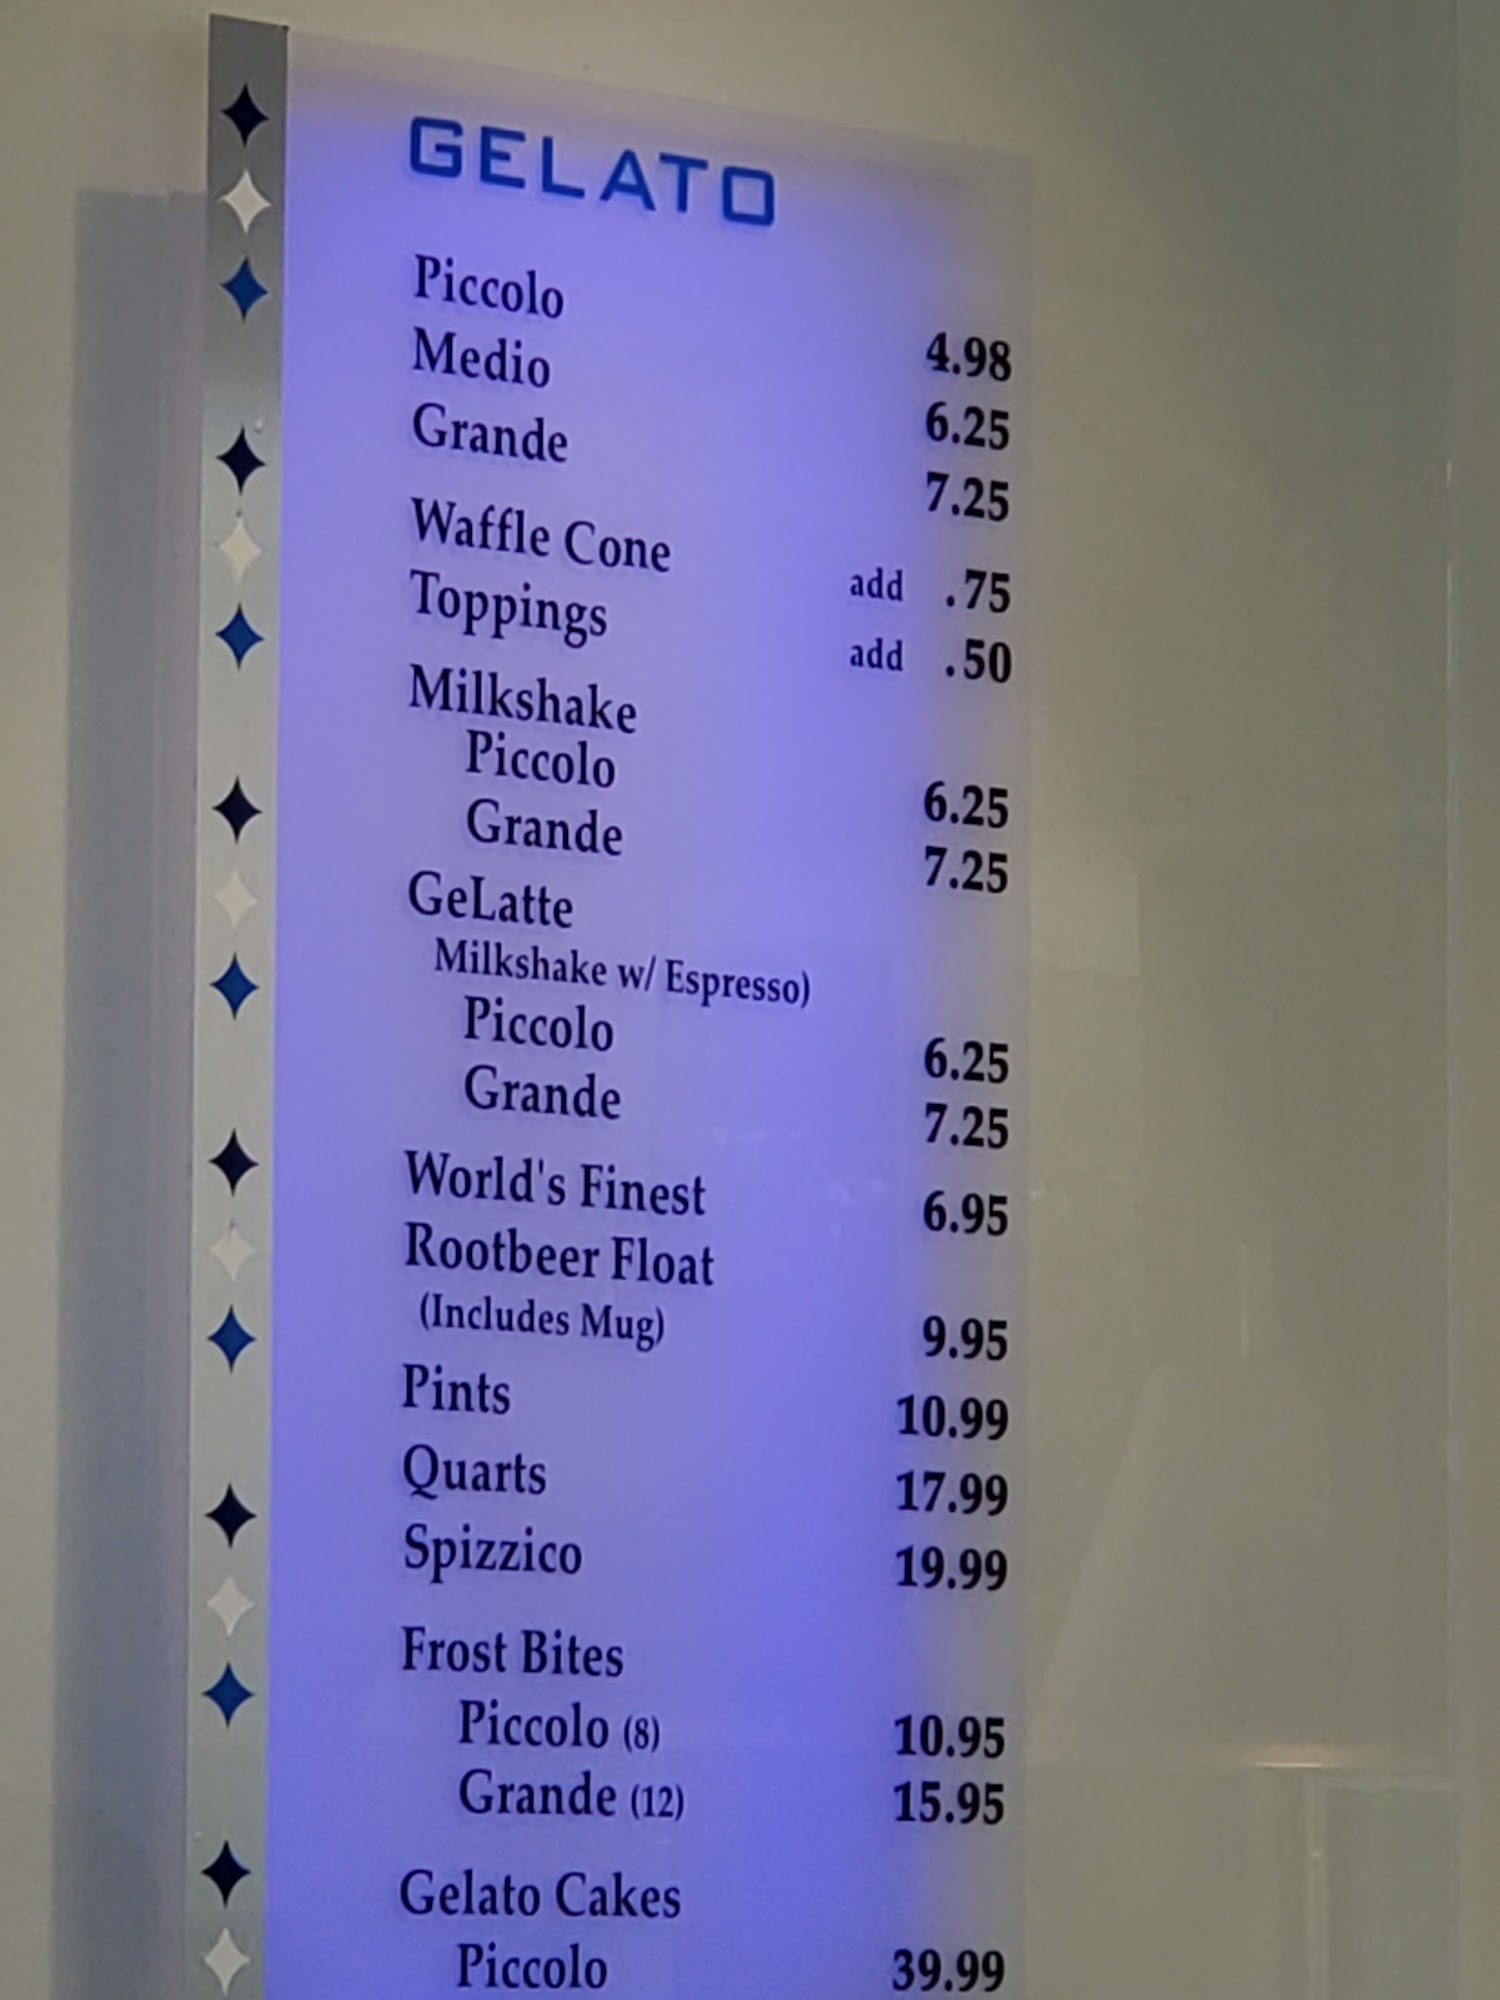 GELATO
Piccolo 4.98
Medio 6.25
Grande 7.25
Waffle Cone add .75
Toppings add .50
Milkshake
Piccolo 6.25
Grande 7.25
GeLatte
Milkshake w/ Espresso)
Piccolo 6.25
Grande 7.25
World's Finest 6.95
Rootbeer Float
(Includes Mug) 9.95
Pints 10.99
Quarts 17.99
Spizzico 19.99
Frost Bites
Piccolo (8) 10.95
Grande (12) 15.95
Gelato Cakes
Piccolo 39.99